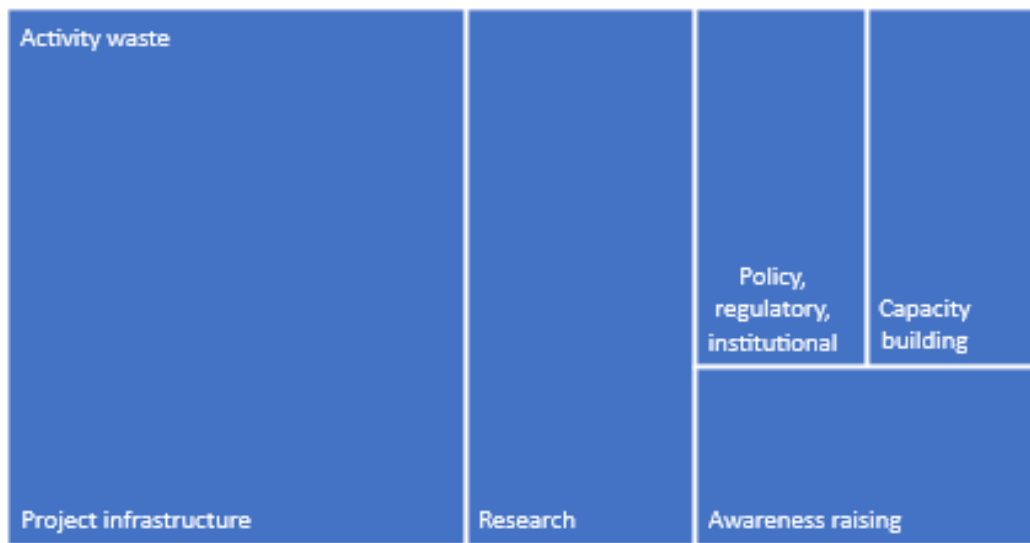 Activity waste
Policy,
regulatory,
institutional
Capacity
building
Project infrastructure
Research
Awareness raising